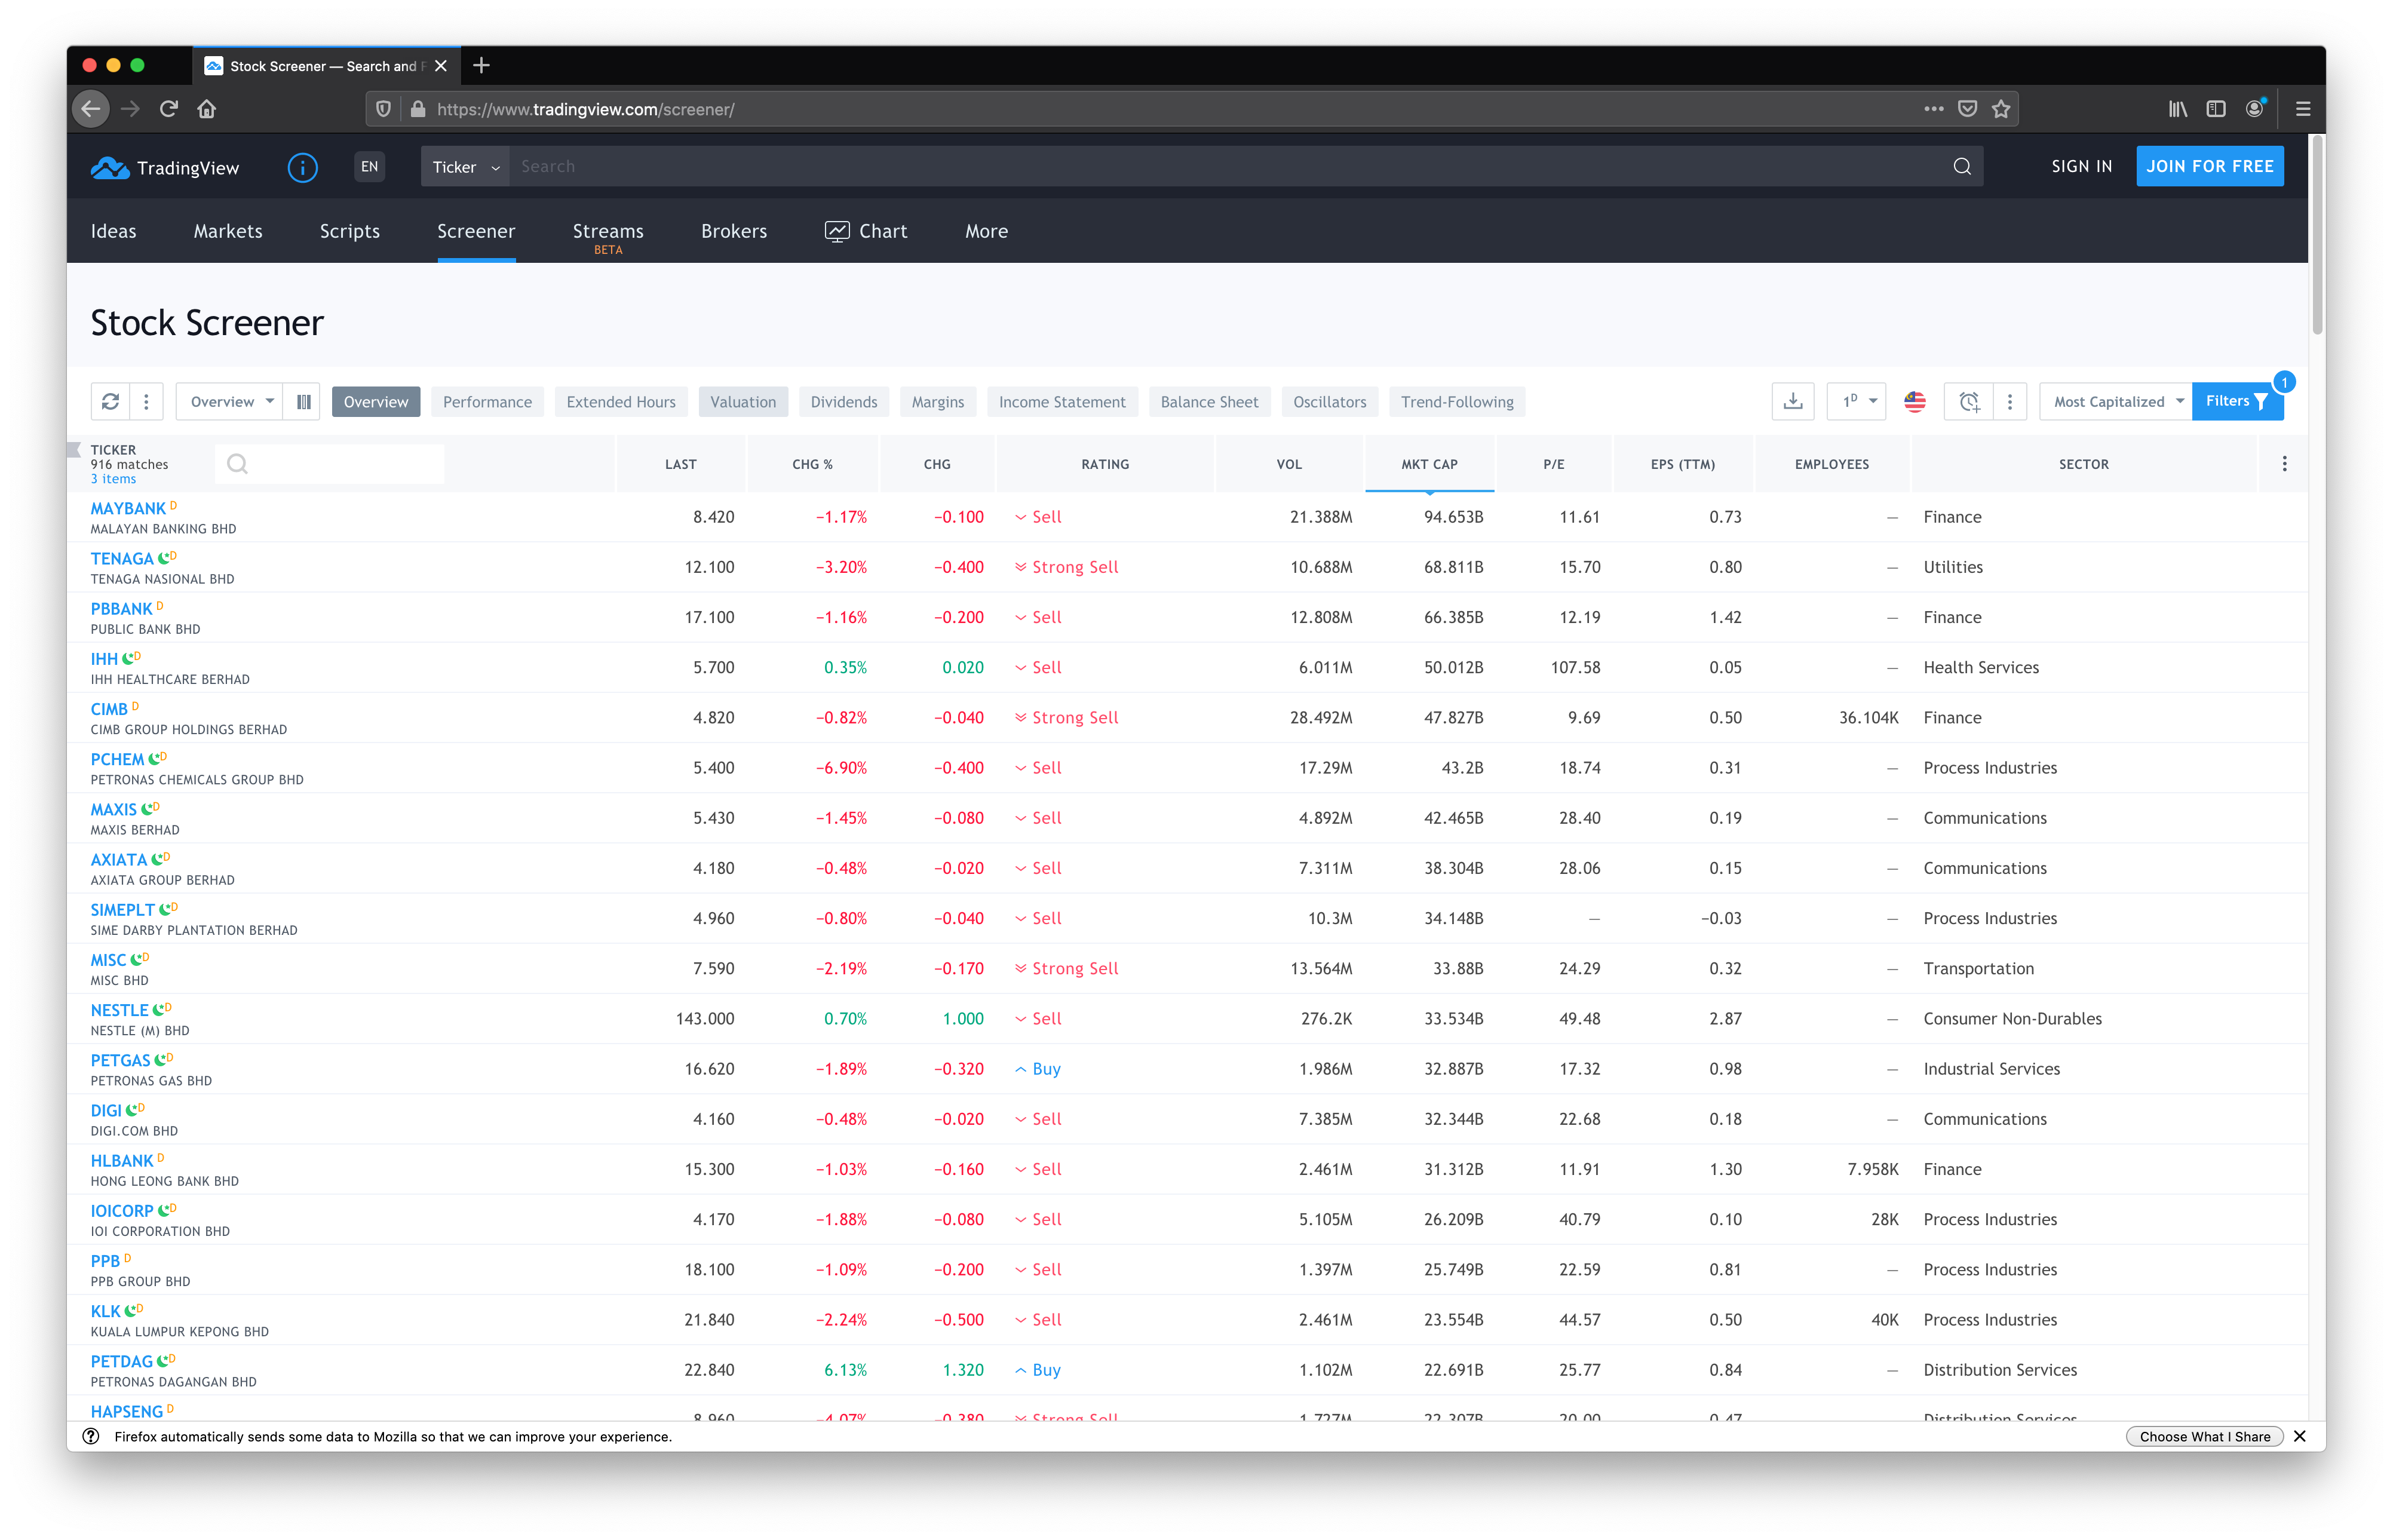 Stock Screener — Search and F
https://www.tradingview.com/screener/
TradingView
EN
Ticker
Search
SIGN IN
JOIN FOR FREE
Ideas
Markets
Scripts
Screener
Streams
BETA
Brokers
Chart
More
Stock Screener
Overview
Overview
Performance
Extended Hours
Valuation
Dividends
Margins
Income Statement
Balance Sheet
Oscillators
Trend-Following
1D
Most Capitalized
Filters
1
TICKER
916 matches
3 items
LAST CHG % CHG RATING VOL MKT CAP P/E EPS (TTM) EMPLOYEES SECTOR
MAYBANK D
MALAYAN BANKING BHD
8.420 −1.17% −0.100 Sell 21.388M 94.653B 11.61 0.73 — Finance
TENAGA D
TENAGA NASIONAL BHD
12.100 −3.20% −0.400 Strong Sell 10.688M 68.811B 15.70 0.80 — Utilities
PBBANK D
PUBLIC BANK BHD
17.100 −1.16% −0.200 Sell 12.808M 66.385B 12.19 1.42 — Finance
IHH D
IHH HEALTHCARE BERHAD
5.700 0.35% 0.020 Sell 6.011M 50.012B 107.58 0.05 — Health Services
CIMB D
CIMB GROUP HOLDINGS BERHAD
4.820 −0.82% −0.040 Strong Sell 28.492M 47.827B 9.69 0.50 36.104K Finance
PCHEM D
PETRONAS CHEMICALS GROUP BHD
5.400 −6.90% −0.400 Sell 17.29M 43.2B 18.74 0.31 — Process Industries
MAXIS D
MAXIS BERHAD
5.430 −1.45% −0.080 Sell 4.892M 42.465B 28.40 0.19 — Communications
AXIATA D
AXIATA GROUP BERHAD
4.180 −0.48% −0.020 Sell 7.311M 38.304B 28.06 0.15 — Communications
SIMEPLT D
SIME DARBY PLANTATION BERHAD
4.960 −0.80% −0.040 Sell 10.3M 34.148B — −0.03 — Process Industries
MISC D
MISC BHD
7.590 −2.19% −0.170 Strong Sell 13.564M 33.88B 24.29 0.32 — Transportation
NESTLE D
NESTLE (M) BHD
143.000 0.70% 1.000 Sell 276.2K 33.534B 49.48 2.87 — Consumer Non-Durables
PETGAS D
PETRONAS GAS BHD
16.620 −1.89% −0.320 Buy 1.986M 32.887B 17.32 0.98 — Industrial Services
DIGI D
DIGI.COM BHD
4.160 −0.48% −0.020 Sell 7.385M 32.344B 22.68 0.18 — Communications
HLBANK D
HONG LEONG BANK BHD
15.300 −1.03% −0.160 Sell 2.461M 31.312B 11.91 1.30 7.958K Finance
IOICORP D
IOI CORPORATION BHD
4.170 −1.88% −0.080 Sell 5.105M 26.209B 40.79 0.10 28K Process Industries
PPB D
PPB GROUP BHD
18.100 −1.09% −0.200 Sell 1.397M 25.749B 22.59 0.81 — Process Industries
KLK D
KUALA LUMPUR KEPONG BHD
21.840 −2.24% −0.500 Sell 2.461M 23.554B 44.57 0.50 40K Process Industries
PETDAG D
PETRONAS DAGANGAN BHD
22.840 6.13% 1.320 Buy 1.102M 22.691B 25.77 0.84 — Distribution Services
HAPSENG D
8.960 −4.07% −0.380 Strong Sell 1.727M 22.307B 20.00 0.47 Distribution Services
Firefox automatically sends some data to Mozilla so that we can improve your experience.
Choose What I Share